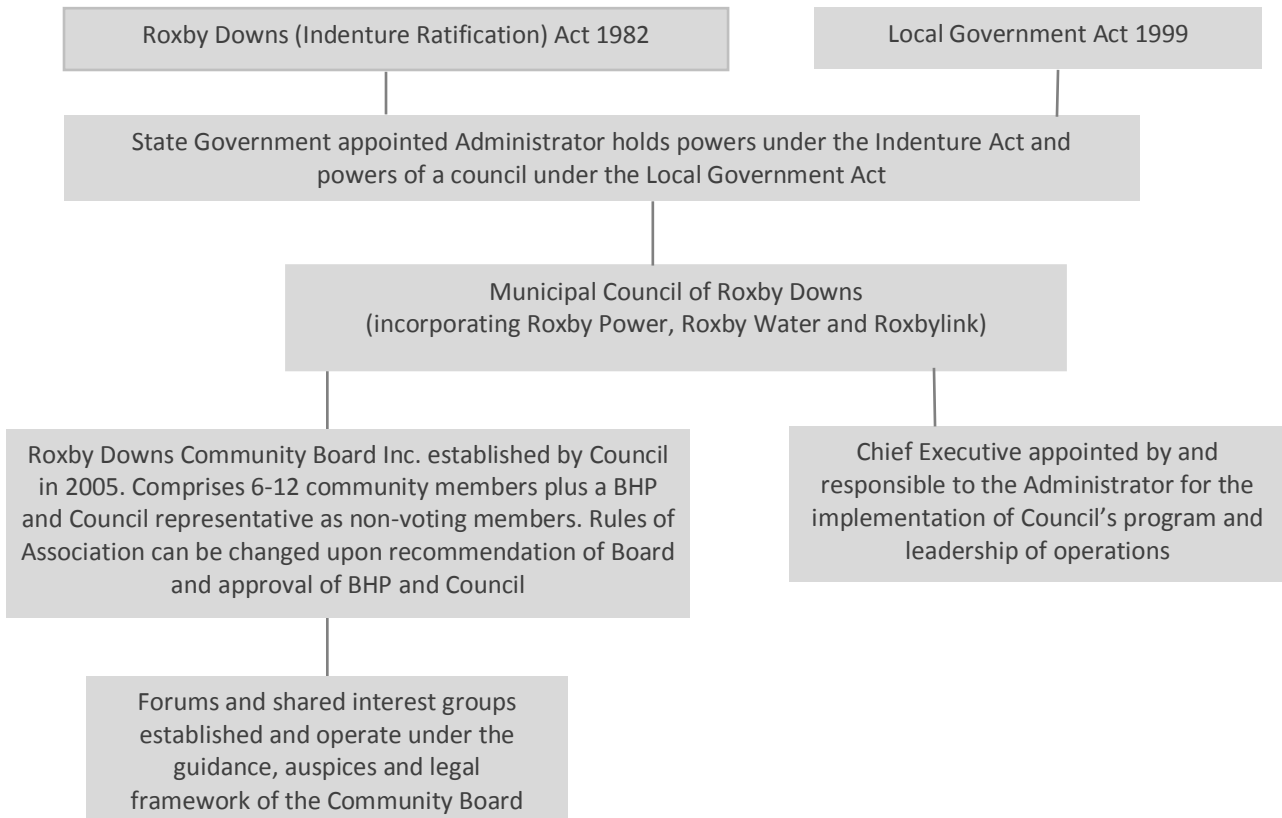 Roxby Downs (Indenture Ratification) Act 1982
Local Government Act 1999
State Government appointed Administrator holds powers under the Indenture Act and
powers of a council under the Local Government Act
Municipal Council of Roxby Downs
(incorporating Roxby Power, Roxby Water and Roxbylink)
Roxby Downs Community Board Inc. established by Council
in 2005. Comprises 6-12 community members plus a BHP
and Council representative as non-voting members. Rules of
Association can be changed upon recommendation of Board
and approval of BHP and Council
Chief Executive appointed by and
responsible to the Administrator for the
implementation of Council’s program and
leadership of operations
Forums and shared interest groups
established and operate under the
guidance, auspices and legal
framework of the Community Board